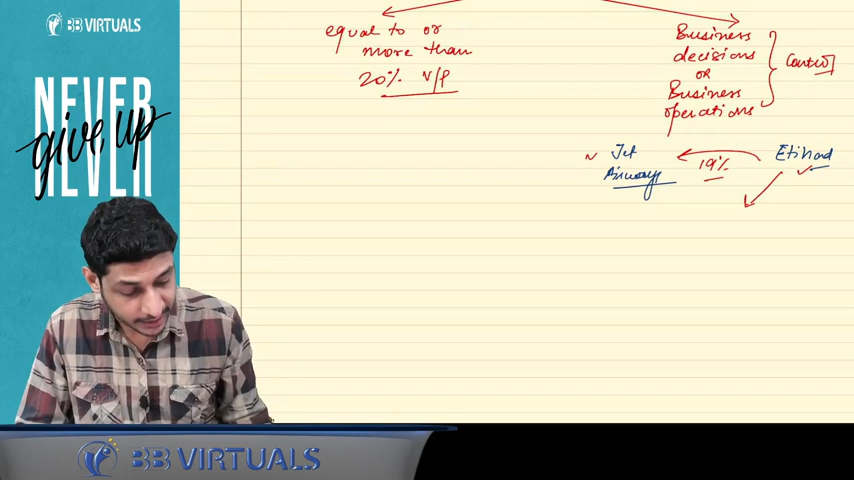 BB VIRTUALS
NEVER
give up
NEVER
equal to or
more than
20% V/P
Business
decisions
or
Business
operations
Control
Jet
Airways
19%
Etihad
BB VIRTUALS